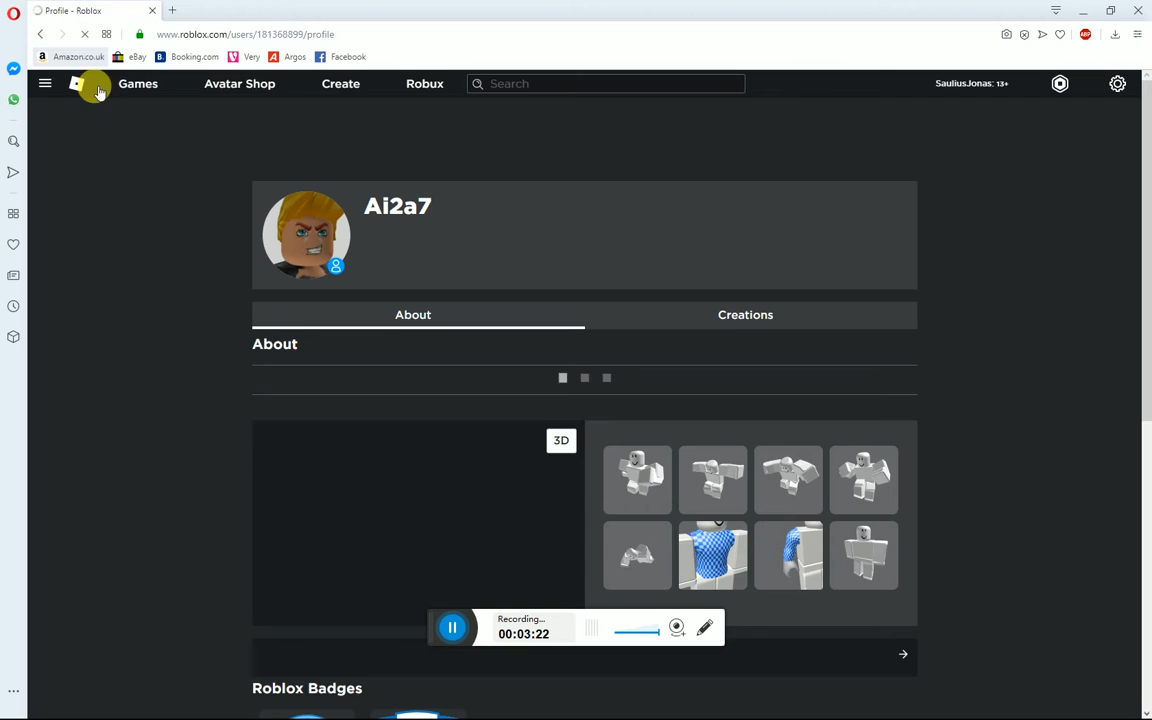 Profile - Roblox
www.roblox.com/users/181368899/profile
ABP
Amazon.co.uk eBay Booking.com Very Argos Facebook
Games Avatar Shop Create Robux Search SauliusJonas: 13+
Ai2a7
About Creations
About
3D
Recording...
00:03:22
Roblox Badges